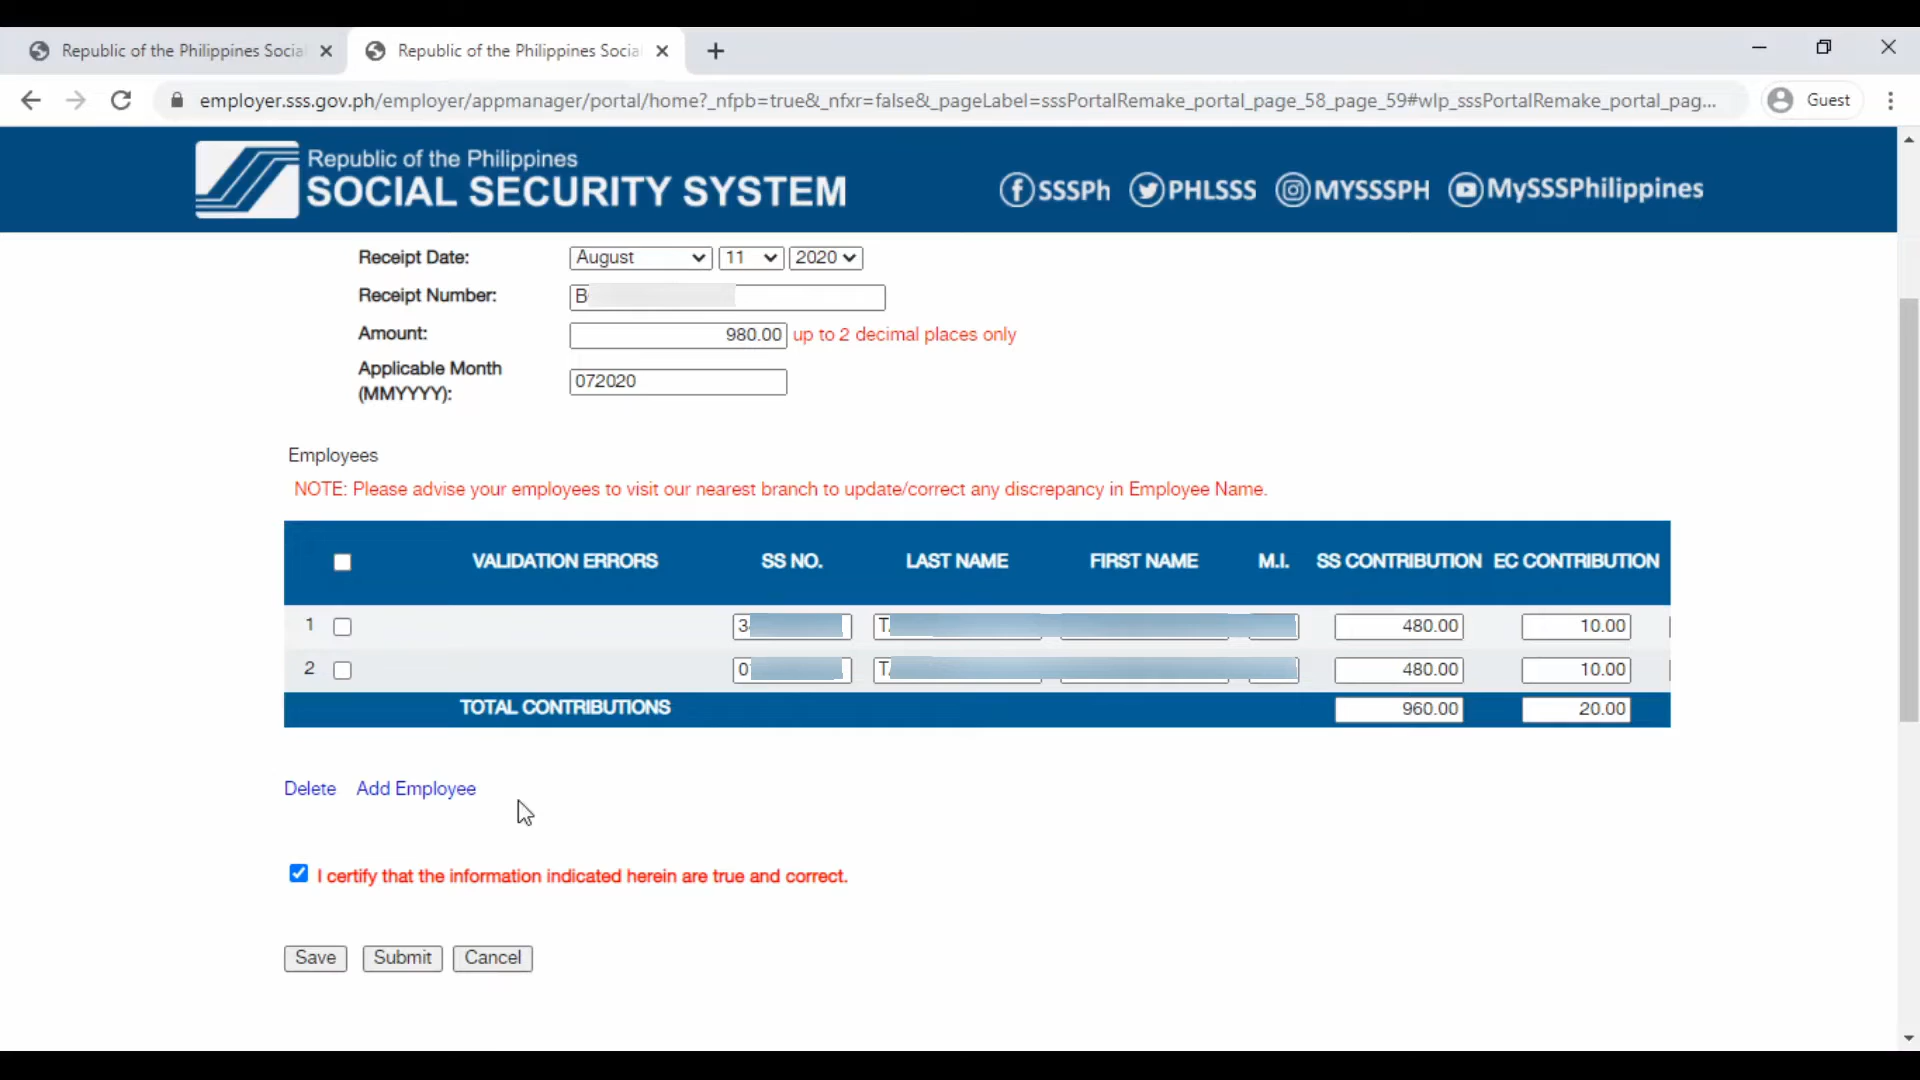 Republic of the Philippines Socia
Republic of the Philippines Socia
employer.sss.gov.ph/employer/appmanager/portal/home?_nfpb=true&_nfxr=false&_pageLabel=sssPortalRemake_portal_page_58_page_59#wlp_sssPortalRemake_portal_pag...
Guest
Republic of the Philippines
SOCIAL SECURITY SYSTEM
SSSPh PHLSSS MYSSSPH MySSSPhilippines
Receipt Date: August 11 2020
Receipt Number: B
Amount: 980.00 up to 2 decimal places only
Applicable Month
(MMYYYY): 072020
Employees
NOTE: Please advise your employees to visit our nearest branch to update/correct any discrepancy in Employee Name.
VALIDATION ERRORS SS NO. LAST NAME FIRST NAME M.I. SS CONTRIBUTION EC CONTRIBUTION
1 3 T 480.00 10.00
2 0 T 480.00 10.00
TOTAL CONTRIBUTIONS 960.00 20.00
Delete Add Employee
I certify that the information indicated herein are true and correct.
Save Submit Cancel